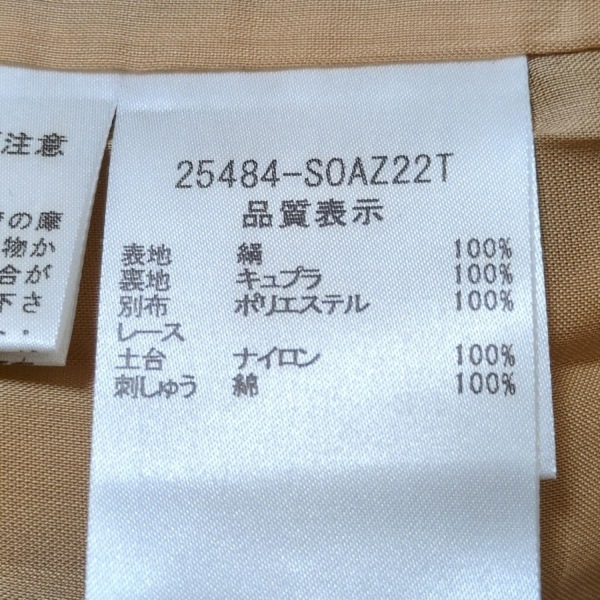 注意
の摩
物か
合が
下さ
25484-SOAZ22T
品質表示
表地 絹 100%
裏地 キュプラ 100%
別布 ポリエステル 100%
レース
土台 ナイロン 100%
刺しゅう 綿 100%